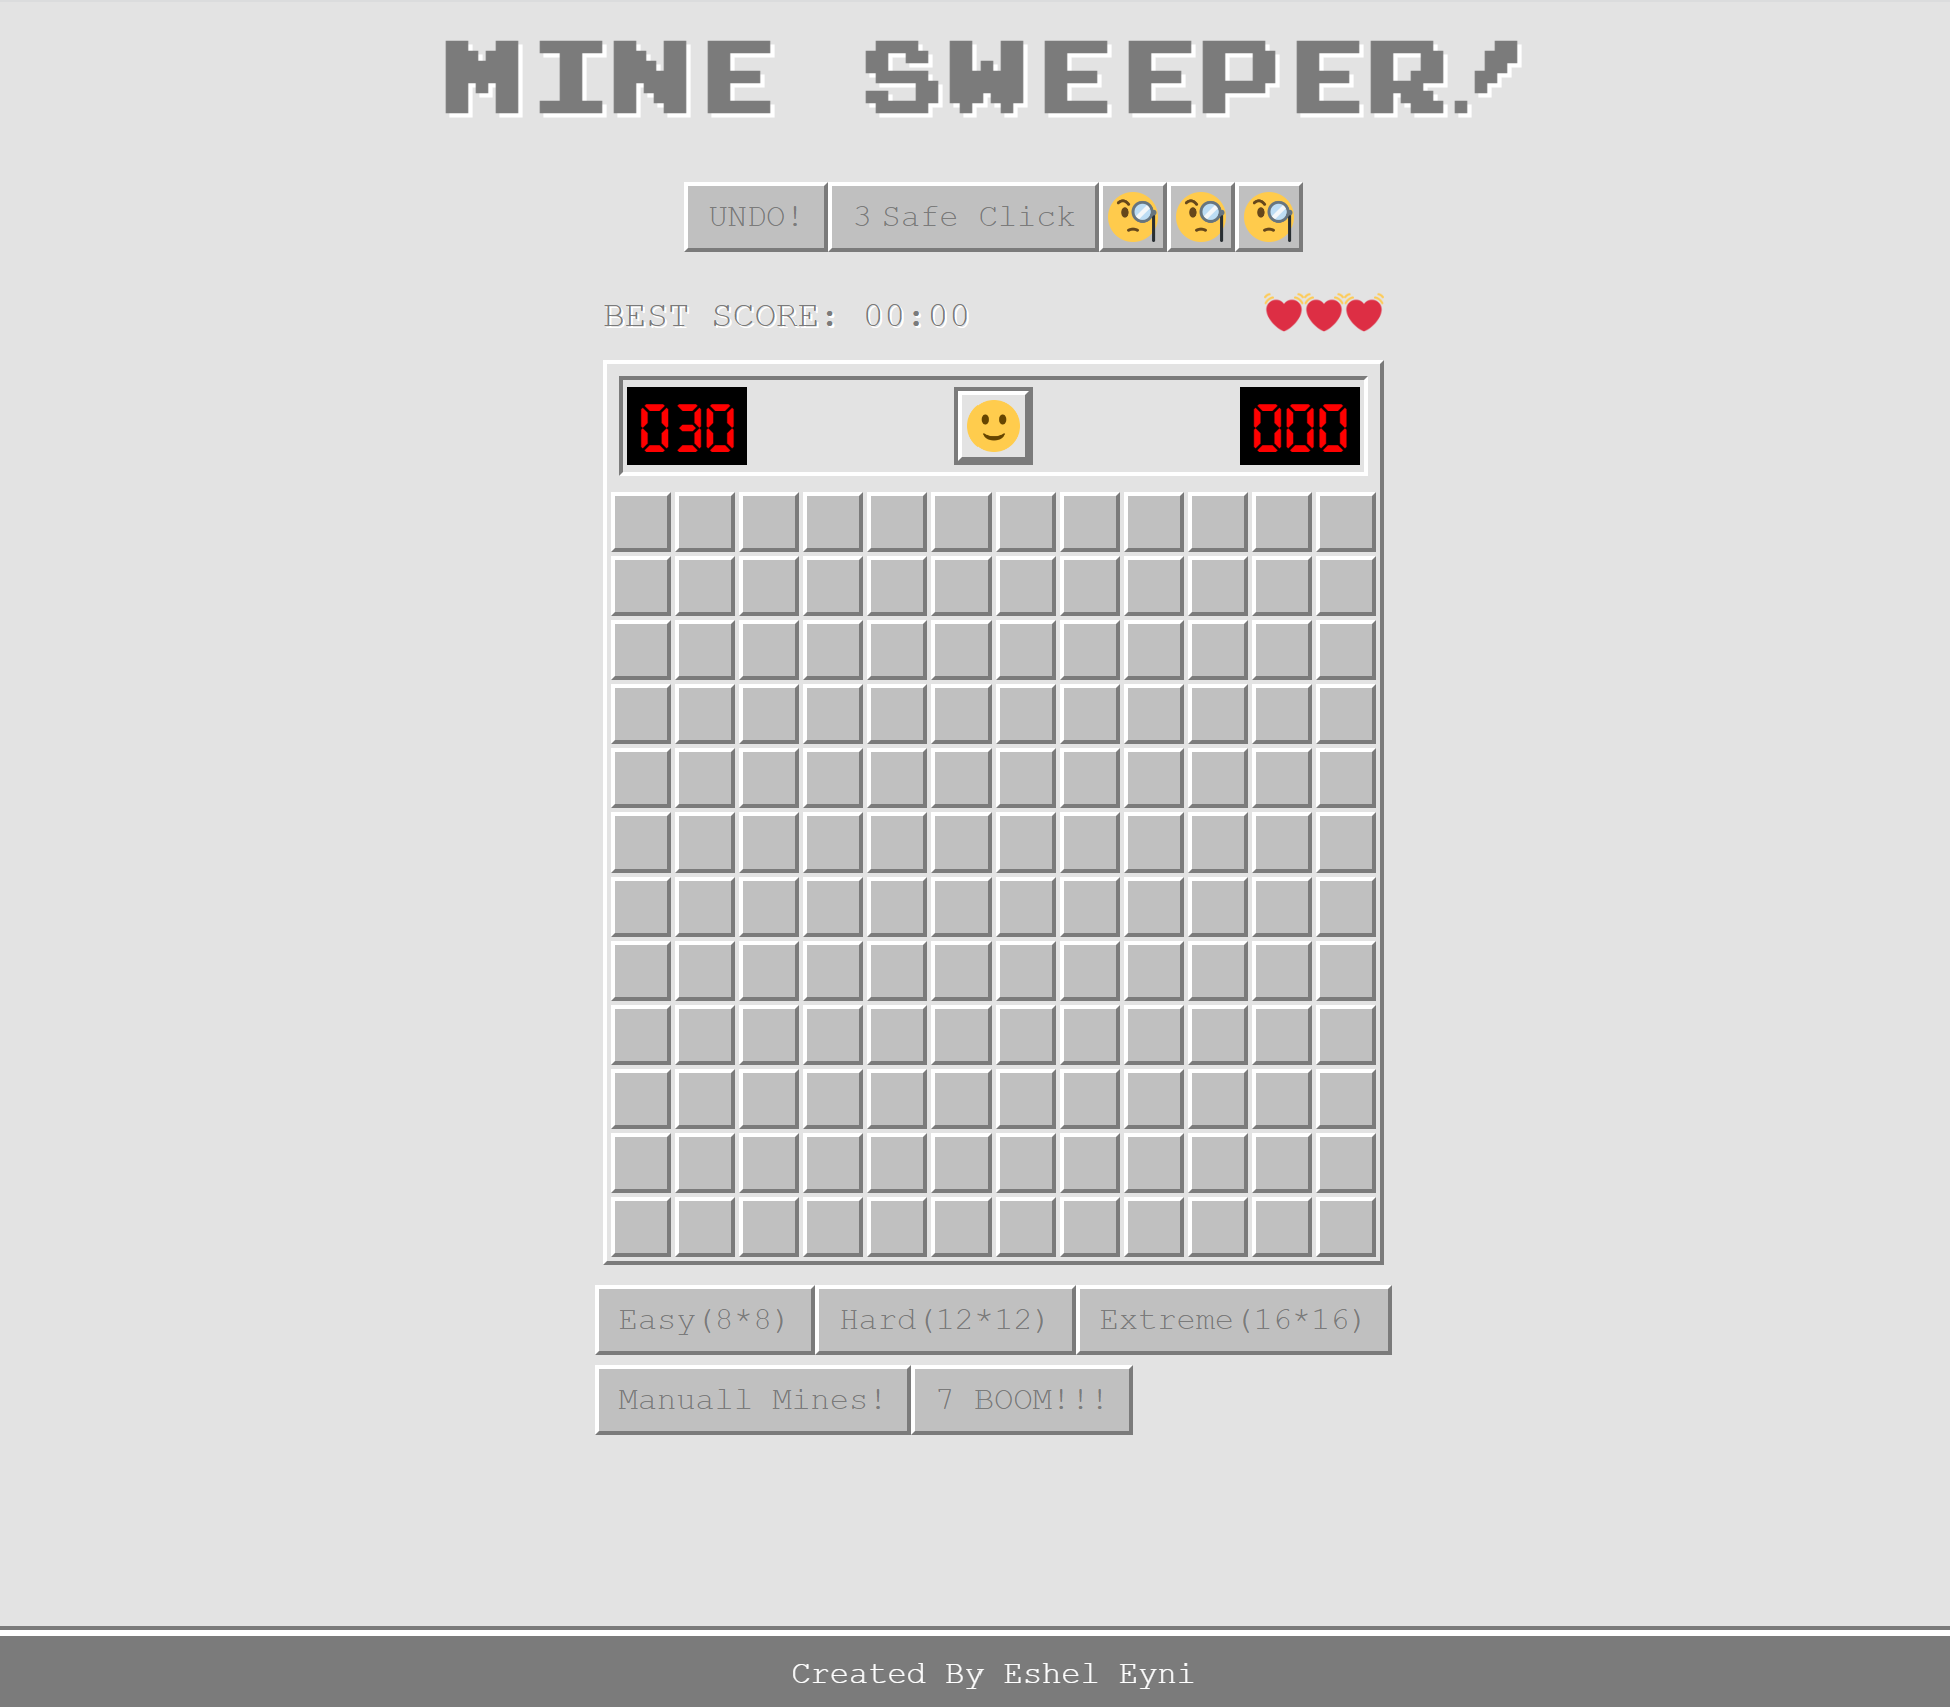 MINE SWEEPER!
UNDO! 3 Safe Click
BEST SCORE: 00:00
030 000
Easy(8*8) Hard(12*12) Extreme(16*16)
Manuall Mines! 7 BOOM!!!
Created By Eshel Eyni